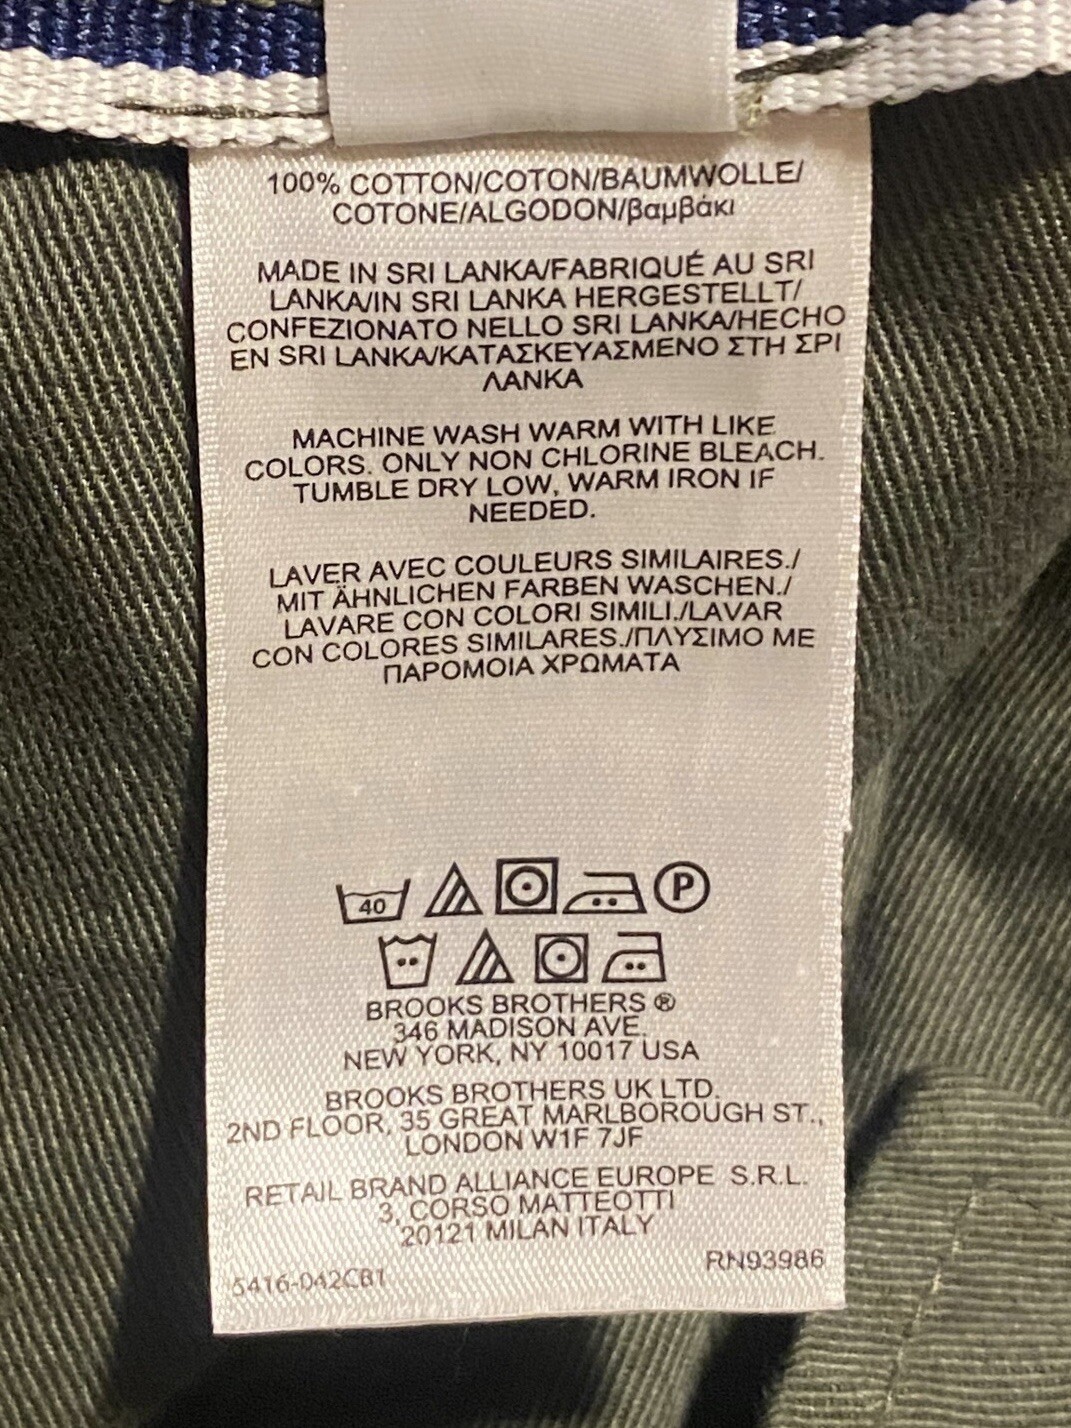 100% COTTON/COTON/BAUMWOLLE/
COTONE/ALGODON/βαμβάκι
MADE IN SRI LANKA/FABRIQUÉ AU SRI
LANKA/IN SRI LANKA HERGESTELLT/
CONFEZIONATO NELLO SRI LANKA/HECHO
EN SRI LANKA/ΚΑΤΑΣΚΕΥΑΣΜΕΝΟ ΣΤΗ ΣΡΙ
ΛΑΝΚΑ
MACHINE WASH WARM WITH LIKE
COLORS. ONLY NON CHLORINE BLEACH.
TUMBLE DRY LOW, WARM IRON IF
NEEDED.
LAVER AVEC COULEURS SIMILAIRES./
MIT ÄHNLICHEN FARBEN WASCHEN./
LAVARE CON COLORI SIMILI./LAVAR
CON COLORES SIMILARES./ΠΛΥΣΙΜΟ ΜΕ
ΠΑΡΟΜΟΙΑ ΧΡΩΜΑΤΑ
40 P
BROOKS BROTHERS ®
346 MADISON AVE.
NEW YORK, NY 10017 USA
BROOKS BROTHERS UK LTD.
2ND FLOOR, 35 GREAT MARLBOROUGH ST.,
LONDON W1F 7JF
RETAIL BRAND ALLIANCE EUROPE S.R.L.
3, CORSO MATTEOTTI
20121 MILAN ITALY
RN93986
5416-042CB1